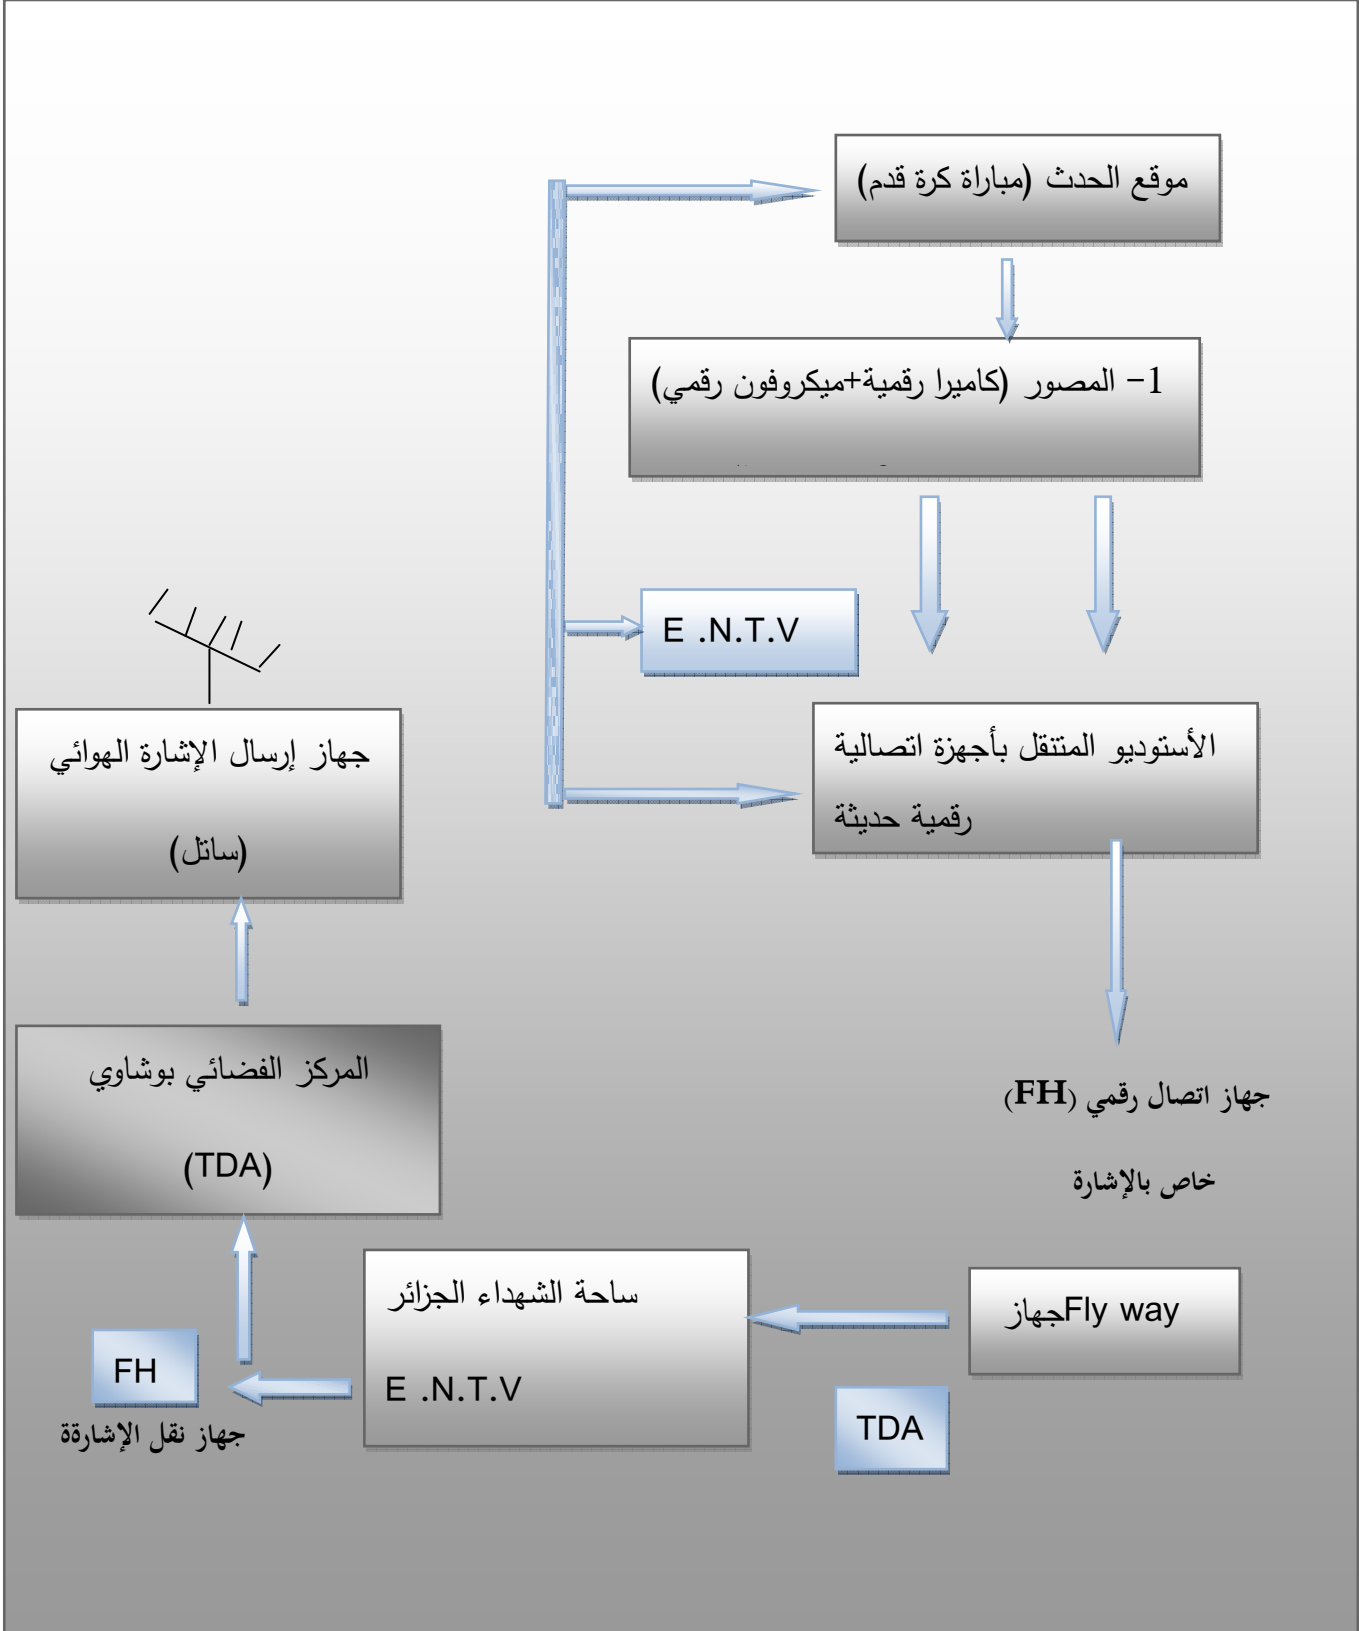 موقع الحدث (مباراة كرة قدم)
1- المصور (كاميرا رقمية+ميكروفون رقمي)
E .N.T.V
الأستوديو المتنقل بأجهزة اتصالية
رقمية حديثة
جهاز إرسال الإشارة الهوائي
(ساتل)
المركز الفضائي بوشاوي
(TDA)
جهاز اتصال رقمي (FH)
خاص بالإشارة
جهازFly way
TDA
ساحة الشهداء الجزائر
E .N.T.V
FH
جهاز نقل الإشارةة